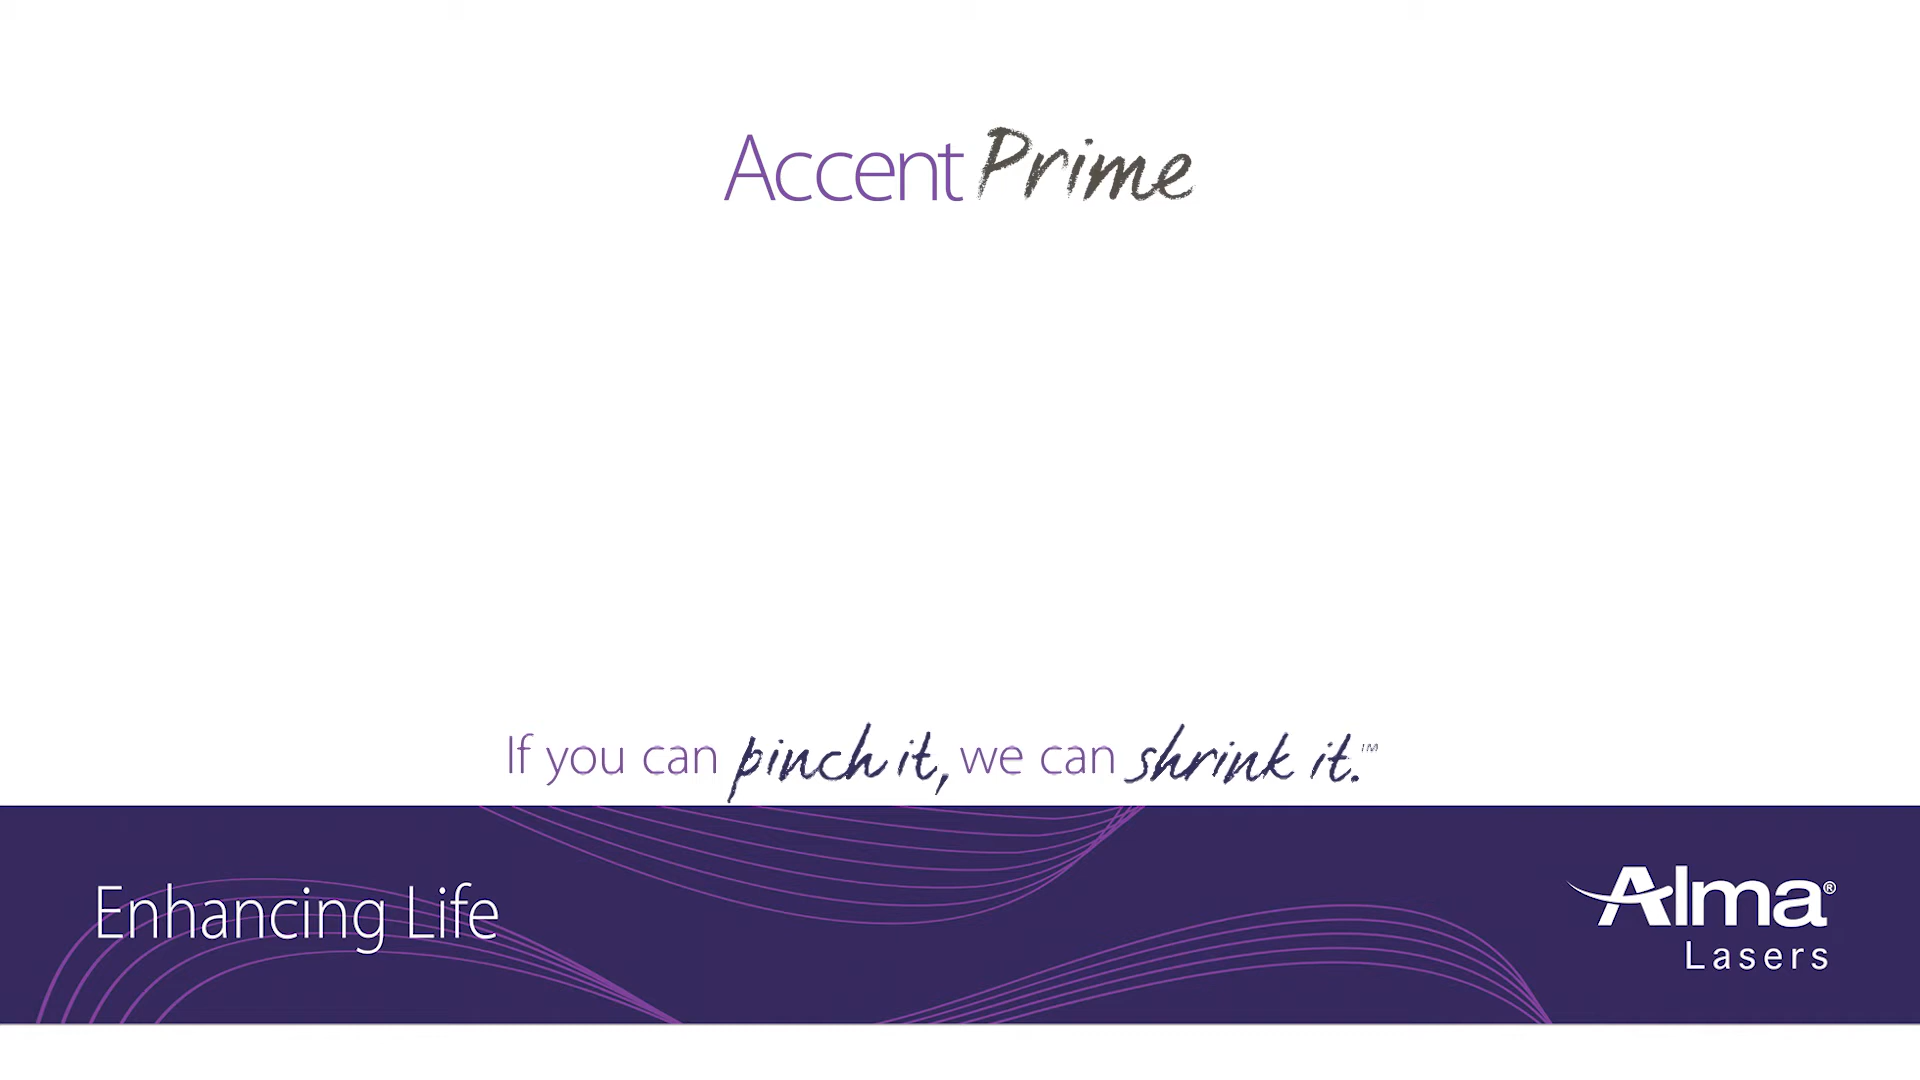 Accent Prime
If you can pinch it, we can shrink it.™
Enhancing Life
Alma®
Lasers